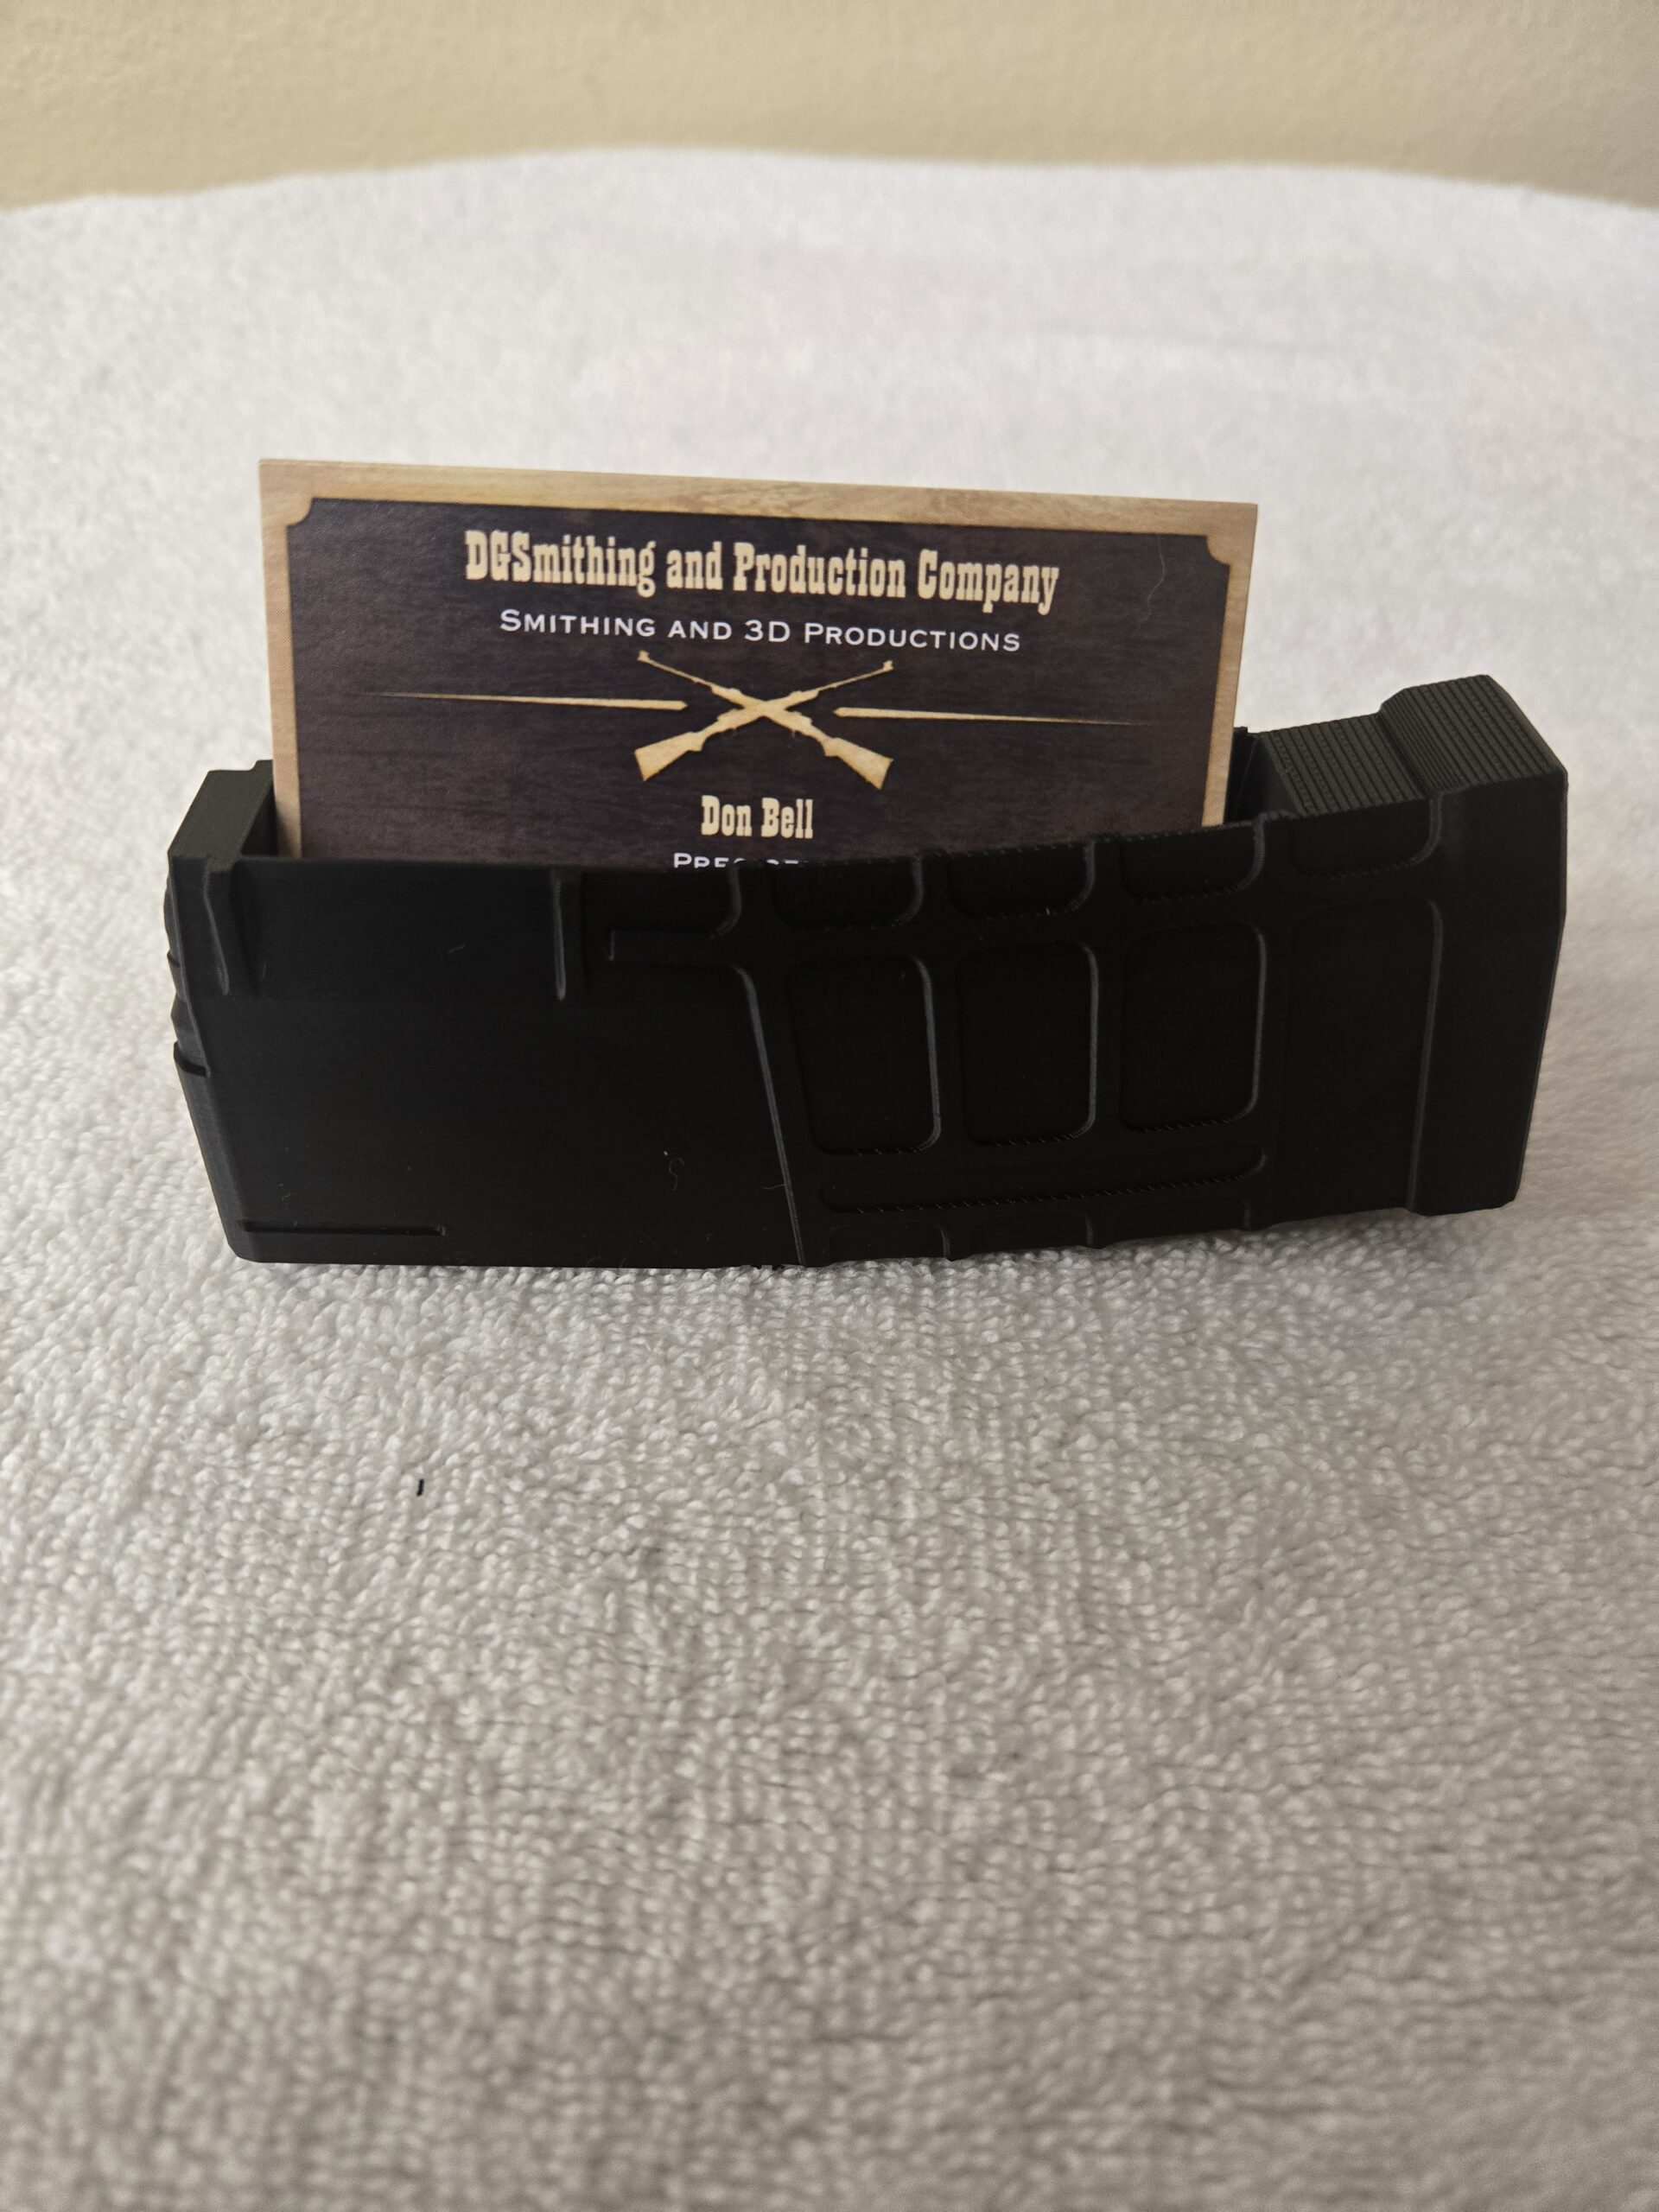 DGSmithing and Production Company
Smithing and 3D Productions
Don Bell